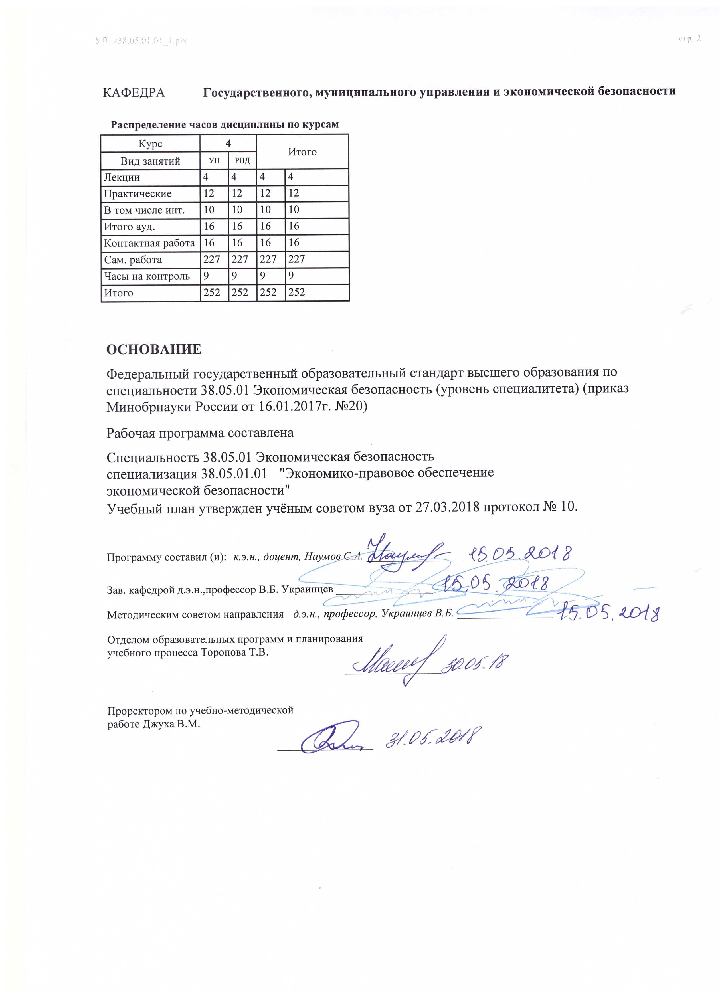 УП: z38.05.01.01_1.plx стр. 2
КАФЕДРА Государственного, муниципального управления и экономической безопасности
Распределение часов дисциплины по курсам
Курс 4 Итого
Вид занятий УП РПД
Лекции 4 4 4 4
Практические 12 12 12 12
В том числе инт. 10 10 10 10
Итого ауд. 16 16 16 16
Контактная работа 16 16 16 16
Сам. работа 227 227 227 227
Часы на контроль 9 9 9 9
Итого 252 252 252 252
ОСНОВАНИЕ
Федеральный государственный образовательный стандарт высшего образования по
специальности 38.05.01 Экономическая безопасность (уровень специалитета) (приказ
Минобрнауки России от 16.01.2017г. №20)
Рабочая программа составлена
Специальность 38.05.01 Экономическая безопасность
специализация 38.05.01.01 "Экономико-правовое обеспечение
экономической безопасности"
Учебный план утвержден учёным советом вуза от 27.03.2018 протокол № 10.
Программу составил (и): к.э.н., доцент, Наумов С.А. 15.05.2018
Зав. кафедрой д.э.н.,профессор В.Б. Украинцев 15.05.2018
Методическим советом направления д.э.н., профессор, Украинцев В.Б. 15.05.2018
Отделом образовательных программ и планирования
учебного процесса Торопова Т.В.
30.05.18
Проректором по учебно-методической
работе Джуха В.М.
31.05.2018